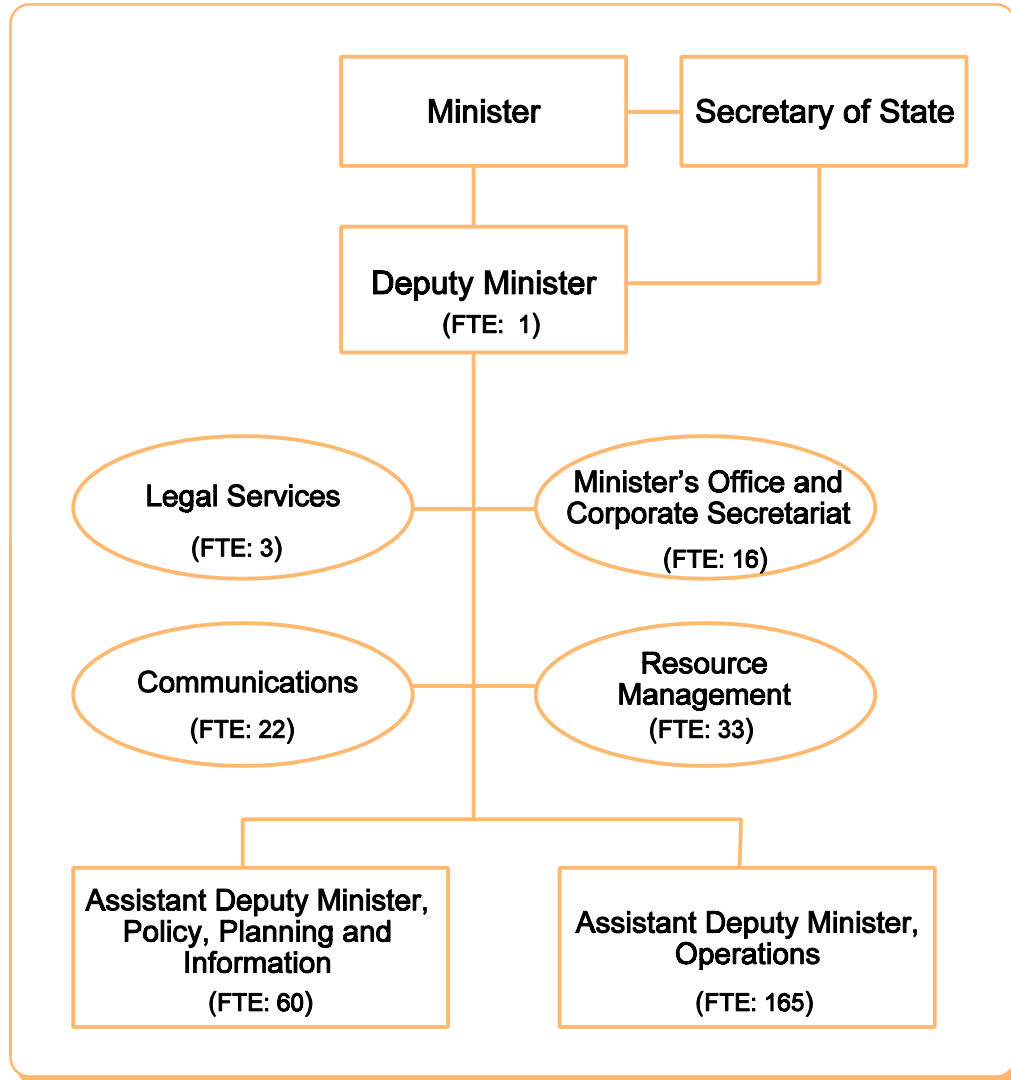 Minister
Secretary of State
Deputy Minister
(FTE:  1)
Legal Services
(FTE: 3)
Minister’s Office and
Corporate Secretariat
(FTE: 16)
Communications
(FTE: 22)
Resource
Management
(FTE: 33)
Assistant Deputy Minister,
Policy, Planning and
Information
(FTE: 60)
Assistant Deputy Minister,
Operations
(FTE: 165)